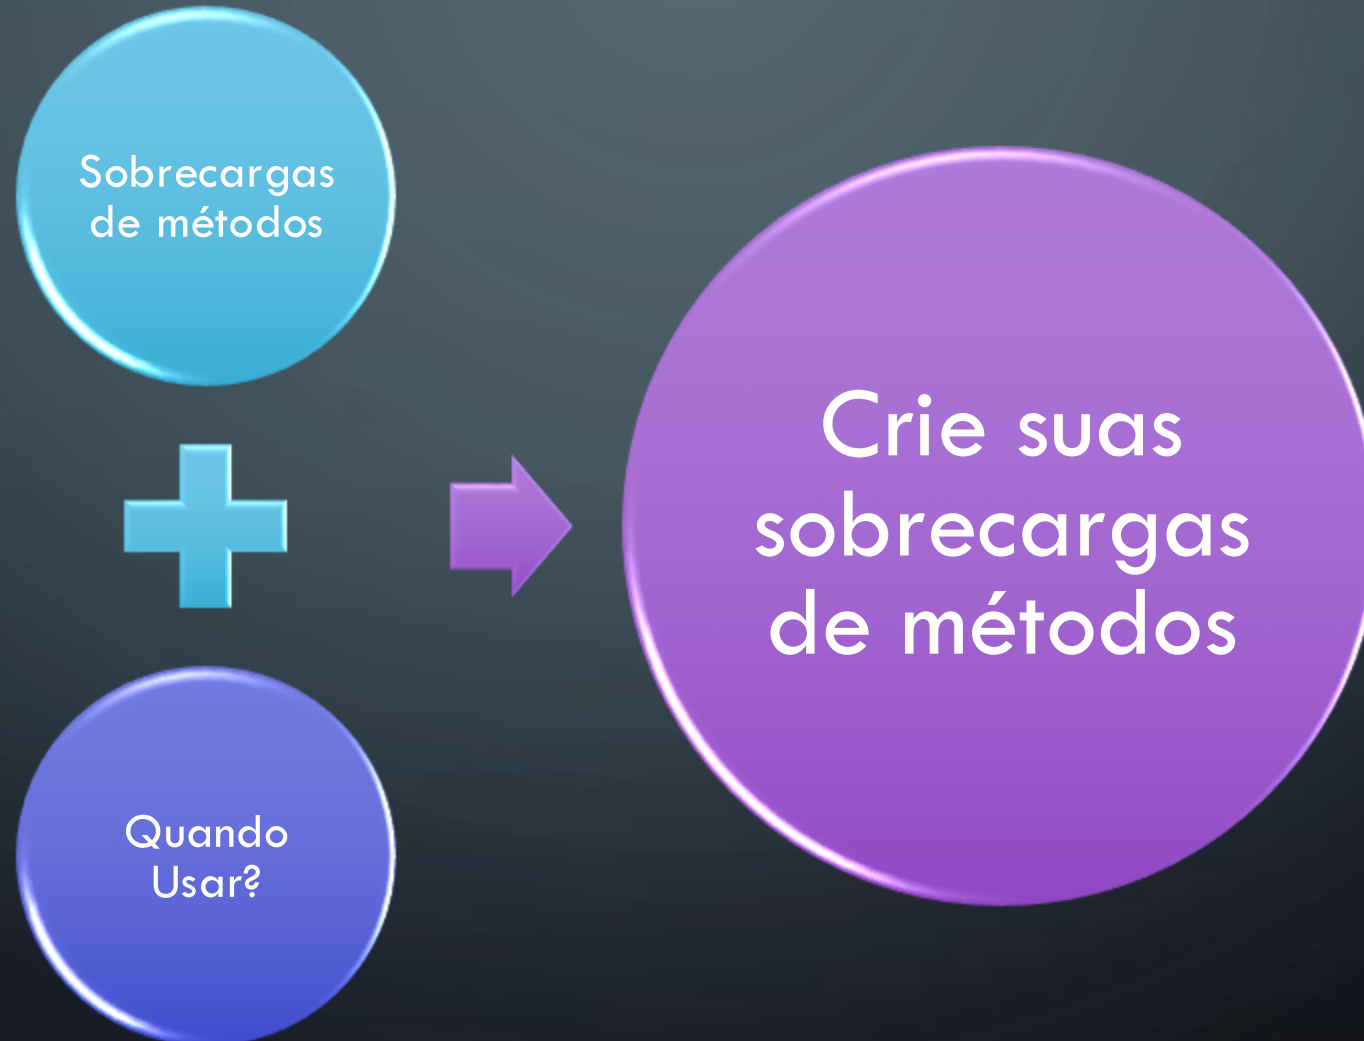 Sobrecargas
de métodos
Quando
Usar?
Crie suas
sobrecargas
de métodos